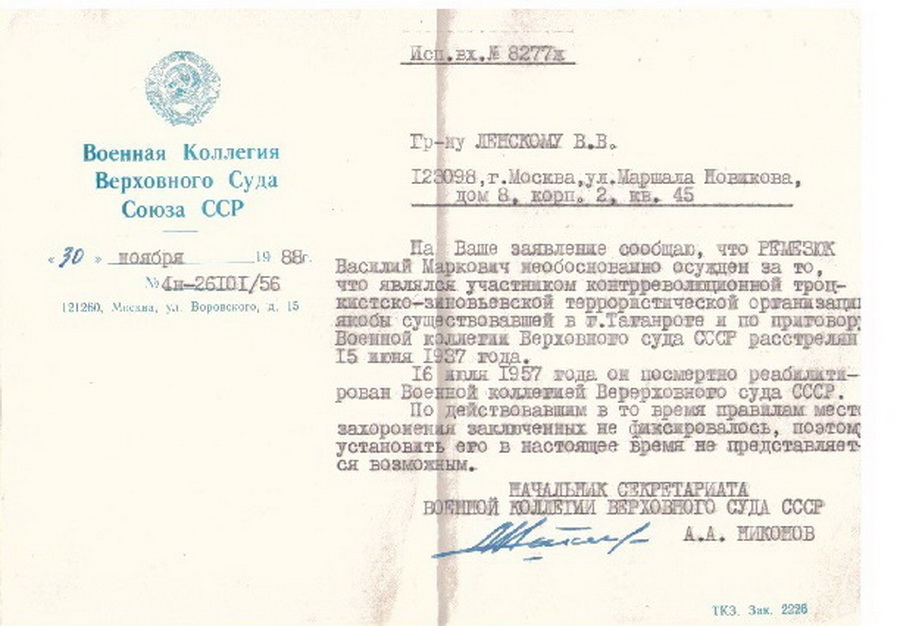 Исп.вх.№ 8277ж
Военная Коллегия
Верховного Суда
Союза ССР
«30» ноября 1988г.
№4н-26101/56
121260, Москва, ул. Воровского, д. 15
Гр-ну ЛЕНСКОМУ В.В.
123098,г.Москва,ул.Маршала Новикова,
дом 8, корп. 2, кв. 45
На Ваше заявление сообщаю, что РЕМЕЗЮК
Василий Маркович необоснованно осужден за то,
что являлся участником контрреволюционной троц-
кистско-зиновьевской террористической организации
якобы существовавшей в г.Таганроге и по приговору
Военной коллегии Верховного суда СССР расстрелян
15 июня 1937 года.
16 июля 1957 года он посмертно реабилити-
рован Военной коллегией Верерховного суда СССР.
По действовавшим в то время правилам место
захоронения заключенных не фиксировалось, поэтому
установить его в настоящее время не представляет-
ся возможным.
НАЧАЛЬНИК СЕКРЕТАРИАТА
ВОЕННОЙ КОЛЛЕГИИ ВЕРХОВНОГО СУДА СССР
А.А. НИКОНОВ
ТКЗ. Зак. 2226